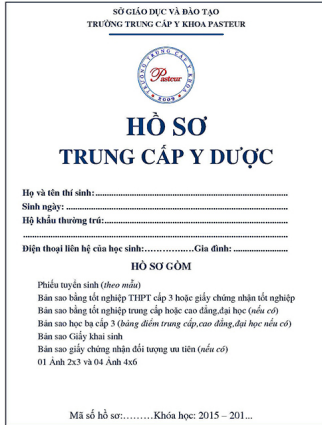 SỞ GIÁO DỤC VÀ ĐÀO TẠO
TRƯỜNG TRUNG CẤP Y KHOA PASTEUR
TRƯỜNG TRUNG CẤP Y KHOA
Pasteur
2009
HỒ SƠ
TRUNG CẤP Y DƯỢC
Họ và tên thí sinh:............................................................
Sinh ngày: ............................................................
Hộ khẩu thường trú:............................................................
............................................................
Điện thoại liên hệ của học sinh:................Gia đình: ................
HỒ SƠ GỒM
Phiếu tuyển sinh (theo mẫu)
Bản sao bằng tốt nghiệp THPT cấp 3 hoặc giấy chứng nhận tốt nghiệp
Bản sao bằng tốt nghiệp trung cấp hoặc cao đẳng,đại học (nếu có)
Bản sao học bạ cấp 3 (bảng điểm trung cấp,cao đẳng,đại học nếu có)
Bản sao Giấy khai sinh
Bản sao giấy chứng nhận đối tượng ưu tiên (nếu có)
01 Ảnh 2x3 và 04 Ảnh 4x6
Mã số hồ sơ:.........Khóa học: 2015 – 201...